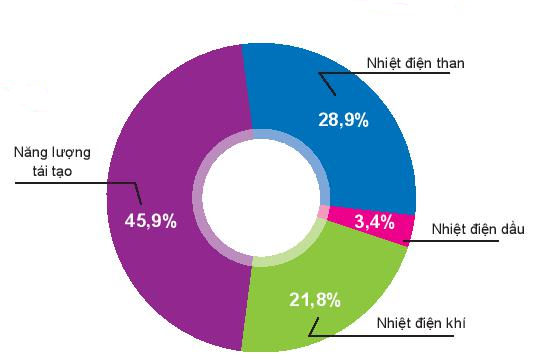 Nhiệt điện than
28,9%
Năng lượng
tái tạo
45,9%
3,4%
Nhiệt điện dầu
21,8%
Nhiệt điện khí